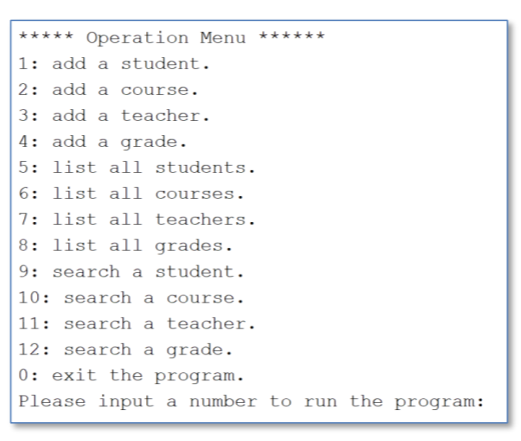 ***** Operation Menu ******
1: add a student.
2: add a course.
3: add a teacher.
4: add a grade.
5: list all students.
6: list all courses.
7: list all teachers.
8: list all grades.
9: search a student.
10: search a course.
11: search a teacher.
12: search a grade.
0: exit the program.
Please input a number to run the program: